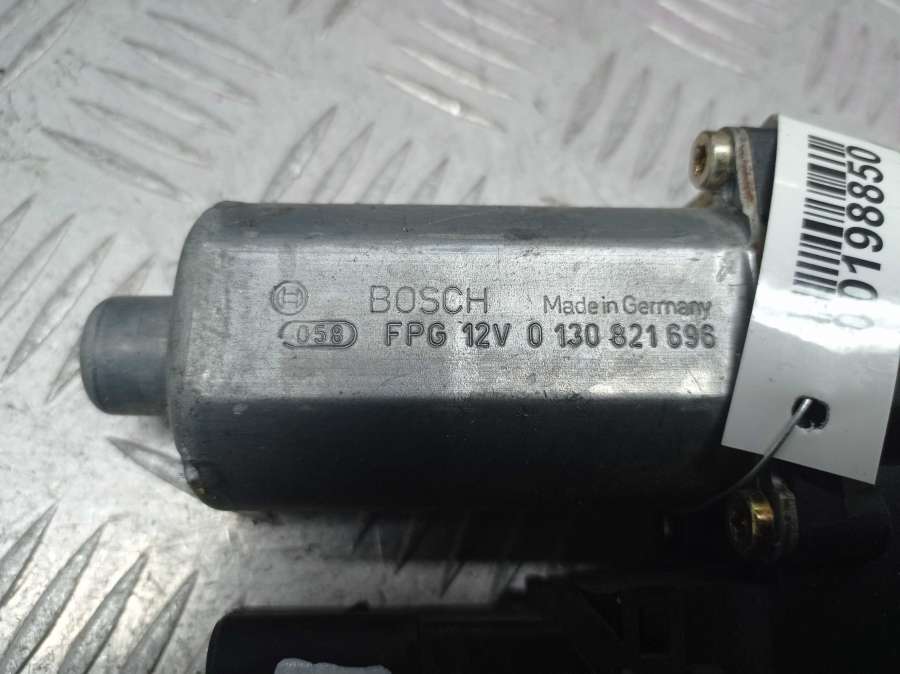 BOSCH Made in Germany
058 FPG 12V 0 130 821 696
0198850